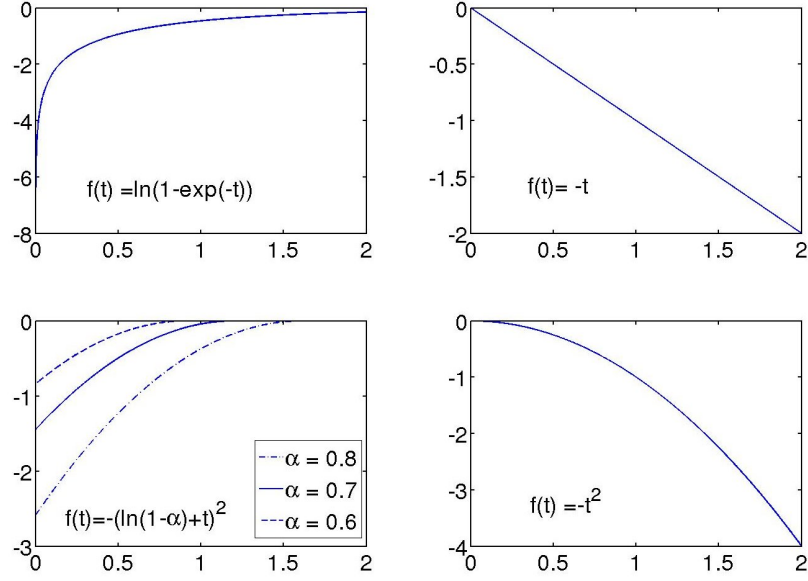 0
-2
-4
-6
-8
f(t) =ln(1-exp(-t))
0 0.5 1 1.5 2
0
-0.5
-1
-1.5
-2
f(t)= -t
0 0.5 1 1.5 2
0
-1
-2
-3
α = 0.8
α = 0.7
α = 0.6
f(t)=-(ln(1-α)+t)²
0 0.5 1 1.5 2
0
-1
-2
-3
-4
f(t) =-t²
0 0.5 1 1.5 2